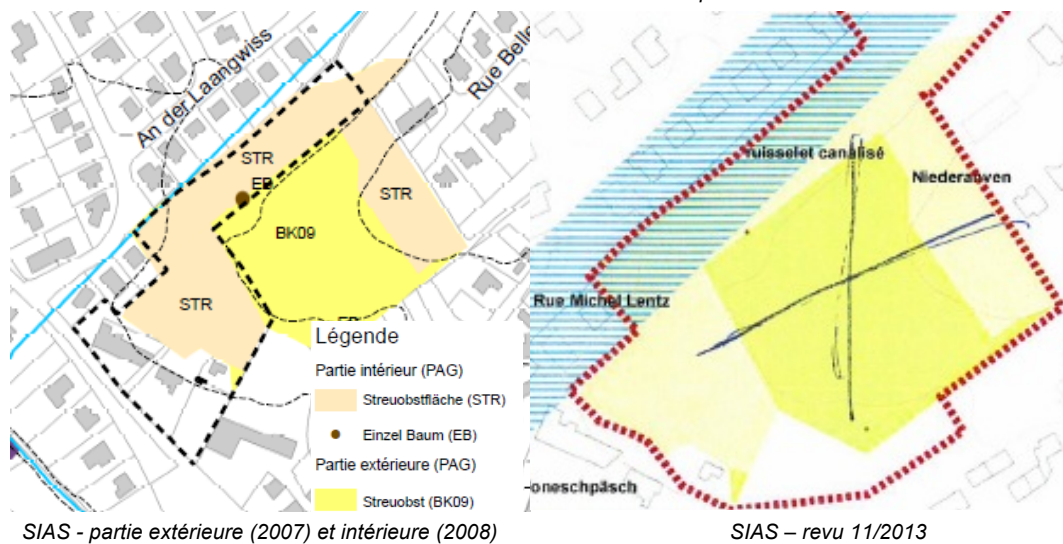 An der Laangwiss
Rue Belle
STR
EB
STR
BK09
STR
Légende
Partie intérieur (PAG)
Streuobstfläche (STR)
Einzel Baum (EB)
Partie extérieure (PAG)
Streuobst (BK09)
SIAS - partie extérieure (2007) et intérieure (2008)
ruisselet canalisé
Niederanven
Rue Michel Lentz
oneschpäsch
SIAS – revu 11/2013